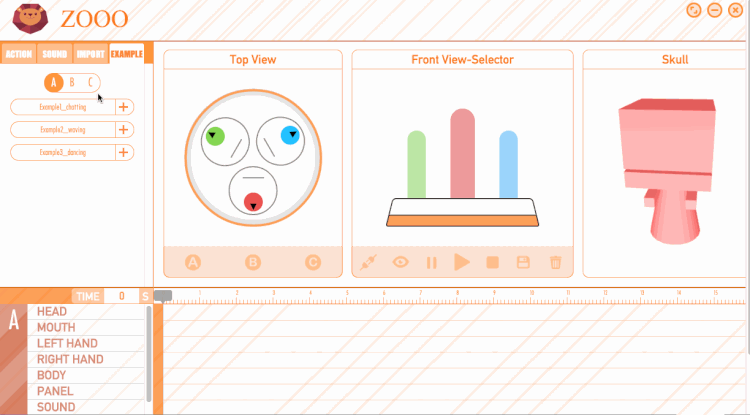 ZOOO
ACTION SOUND IMPORT EXAMPLE
A B C
Example1_chatting
Example2_waving
Example3_dancing
Top View
A B C
Front View-Selector
Skull
TIME 0 S
1 2 3 4 5 6 7 8 9 10 11 12 13 14 15
A
HEAD
MOUTH
LEFT HAND
RIGHT HAND
BODY
PANEL
SOUND